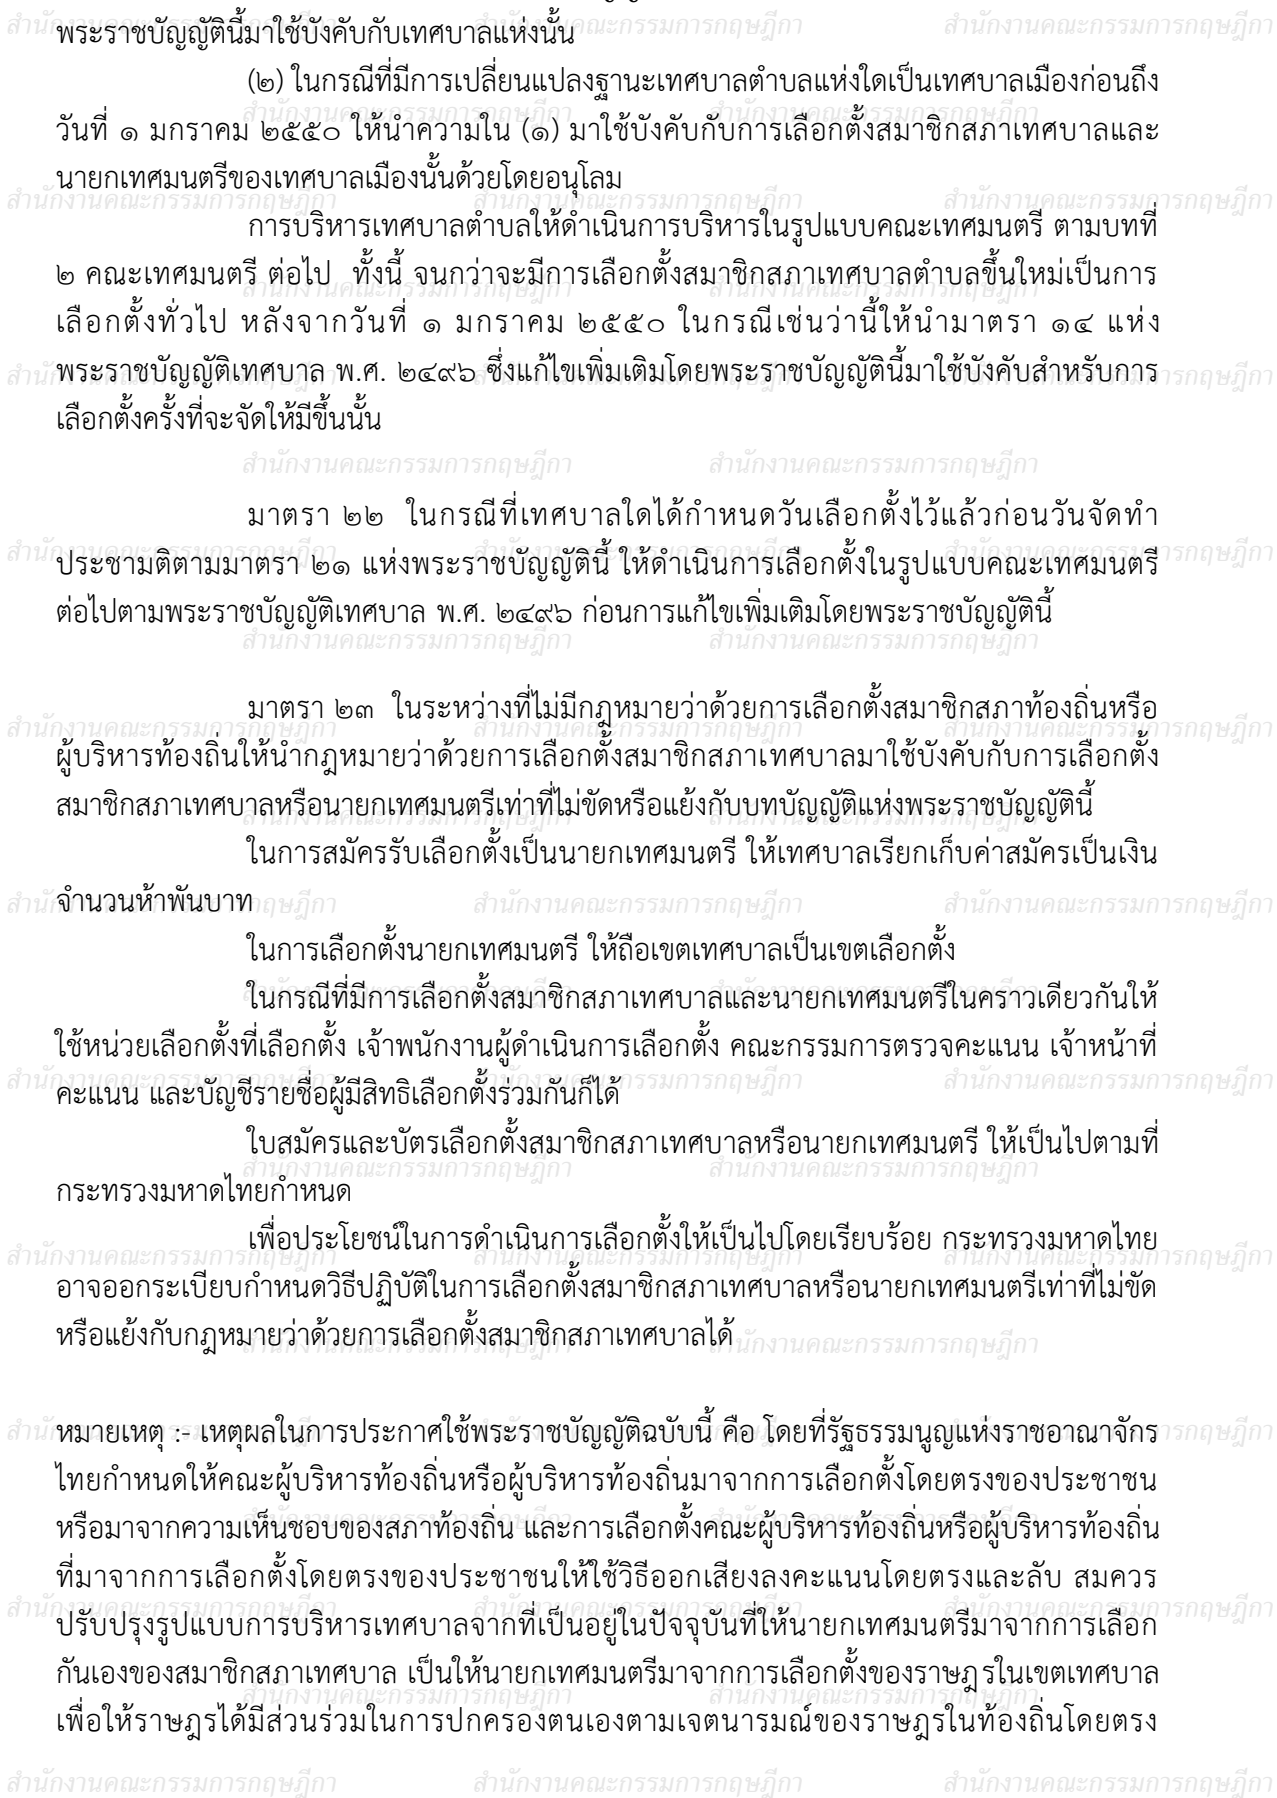 พระราชบัญญัตินี้มาใช้บังคับกับเทศบาลแห่งนั้น
(๒) ในกรณีที่มีการเปลี่ยนแปลงฐานะเทศบาลตำบลแห่งใดเป็นเทศบาลเมืองก่อนถึง
วันที่ ๑ มกราคม ๒๕๕๐ ให้นำความใน (๑) มาใช้บังคับกับการเลือกตั้งสมาชิกสภาเทศบาลและ
นายกเทศมนตรีของเทศบาลเมืองนั้นด้วยโดยอนุโลม
การบริหารเทศบาลตำบลให้ดำเนินการบริหารในรูปแบบคณะเทศมนตรี ตามบทที่
๒ คณะเทศมนตรี ต่อไป ทั้งนี้ จนกว่าจะมีการเลือกตั้งสมาชิกสภาเทศบาลตำบลขึ้นใหม่เป็นการ
เลือกตั้งทั่วไป หลังจากวันที่ ๑ มกราคม ๒๕๕๐ ในกรณีเช่นว่านี้ให้นำมาตรา ๑๔ แห่ง
พระราชบัญญัติเทศบาล พ.ศ. ๒๔๙๖ ซึ่งแก้ไขเพิ่มเติมโดยพระราชบัญญัตินี้มาใช้บังคับสำหรับการ
เลือกตั้งครั้งที่จะจัดให้มีขึ้นนั้น
มาตรา ๒๒ ในกรณีที่เทศบาลใดได้กำหนดวันเลือกตั้งไว้แล้วก่อนวันจัดทำ
ประชามติตามมาตรา ๒๑ แห่งพระราชบัญญัตินี้ ให้ดำเนินการเลือกตั้งในรูปแบบคณะเทศมนตรี
ต่อไปตามพระราชบัญญัติเทศบาล พ.ศ. ๒๔๙๖ ก่อนการแก้ไขเพิ่มเติมโดยพระราชบัญญัตินี้
มาตรา ๒๓ ในระหว่างที่ไม่มีกฎหมายว่าด้วยการเลือกตั้งสมาชิกสภาท้องถิ่นหรือ
ผู้บริหารท้องถิ่นให้นำกฎหมายว่าด้วยการเลือกตั้งสมาชิกสภาเทศบาลมาใช้บังคับกับการเลือกตั้ง
สมาชิกสภาเทศบาลหรือนายกเทศมนตรีเท่าที่ไม่ขัดหรือแย้งกับบทบัญญัติแห่งพระราชบัญญัตินี้
ในการสมัครรับเลือกตั้งเป็นนายกเทศมนตรี ให้เทศบาลเรียกเก็บค่าสมัครเป็นเงิน
จำนวนห้าพันบาท
ในการเลือกตั้งนายกเทศมนตรี ให้ถือเขตเทศบาลเป็นเขตเลือกตั้ง
ในกรณีที่มีการเลือกตั้งสมาชิกสภาเทศบาลและนายกเทศมนตรีในคราวเดียวกันให้
ใช้หน่วยเลือกตั้งที่เลือกตั้ง เจ้าพนักงานผู้ดำเนินการเลือกตั้ง คณะกรรมการตรวจคะแนน เจ้าหน้าที่
คะแนน และบัญชีรายชื่อผู้มีสิทธิเลือกตั้งร่วมกันก็ได้
ใบสมัครและบัตรเลือกตั้งสมาชิกสภาเทศบาลหรือนายกเทศมนตรี ให้เป็นไปตามที่
กระทรวงมหาดไทยกำหนด
เพื่อประโยชน์ในการดำเนินการเลือกตั้งให้เป็นไปโดยเรียบร้อย กระทรวงมหาดไทย
อาจออกระเบียบกำหนดวิธีปฏิบัติในการเลือกตั้งสมาชิกสภาเทศบาลหรือนายกเทศมนตรีเท่าที่ไม่ขัด
หรือแย้งกับกฎหมายว่าด้วยการเลือกตั้งสมาชิกสภาเทศบาลได้
หมายเหตุ :- เหตุผลในการประกาศใช้พระราชบัญญัติฉบับนี้ คือ โดยที่รัฐธรรมนูญแห่งราชอาณาจักร
ไทยกำหนดให้คณะผู้บริหารท้องถิ่นหรือผู้บริหารท้องถิ่นมาจากการเลือกตั้งโดยตรงของประชาชน
หรือมาจากความเห็นชอบของสภาท้องถิ่น และการเลือกตั้งคณะผู้บริหารท้องถิ่นหรือผู้บริหารท้องถิ่น
ที่มาจากการเลือกตั้งโดยตรงของประชาชนให้ใช้วิธีออกเสียงลงคะแนนโดยตรงและลับ สมควร
ปรับปรุงรูปแบบการบริหารเทศบาลจากที่เป็นอยู่ในปัจจุบันที่ให้นายกเทศมนตรีมาจากการเลือก
กันเองของสมาชิกสภาเทศบาล เป็นให้นายกเทศมนตรีมาจากการเลือกตั้งของราษฎรในเขตเทศบาล
เพื่อให้ราษฎรได้มีส่วนร่วมในการปกครองตนเองตามเจตนารมณ์ของราษฎรในท้องถิ่นโดยตรง
สำนักงานคณะกรรมการกฤษฎีกา สำนักงานคณะกรรมการกฤษฎีกา สำนักงานคณะกรรมการกฤษฎีกา